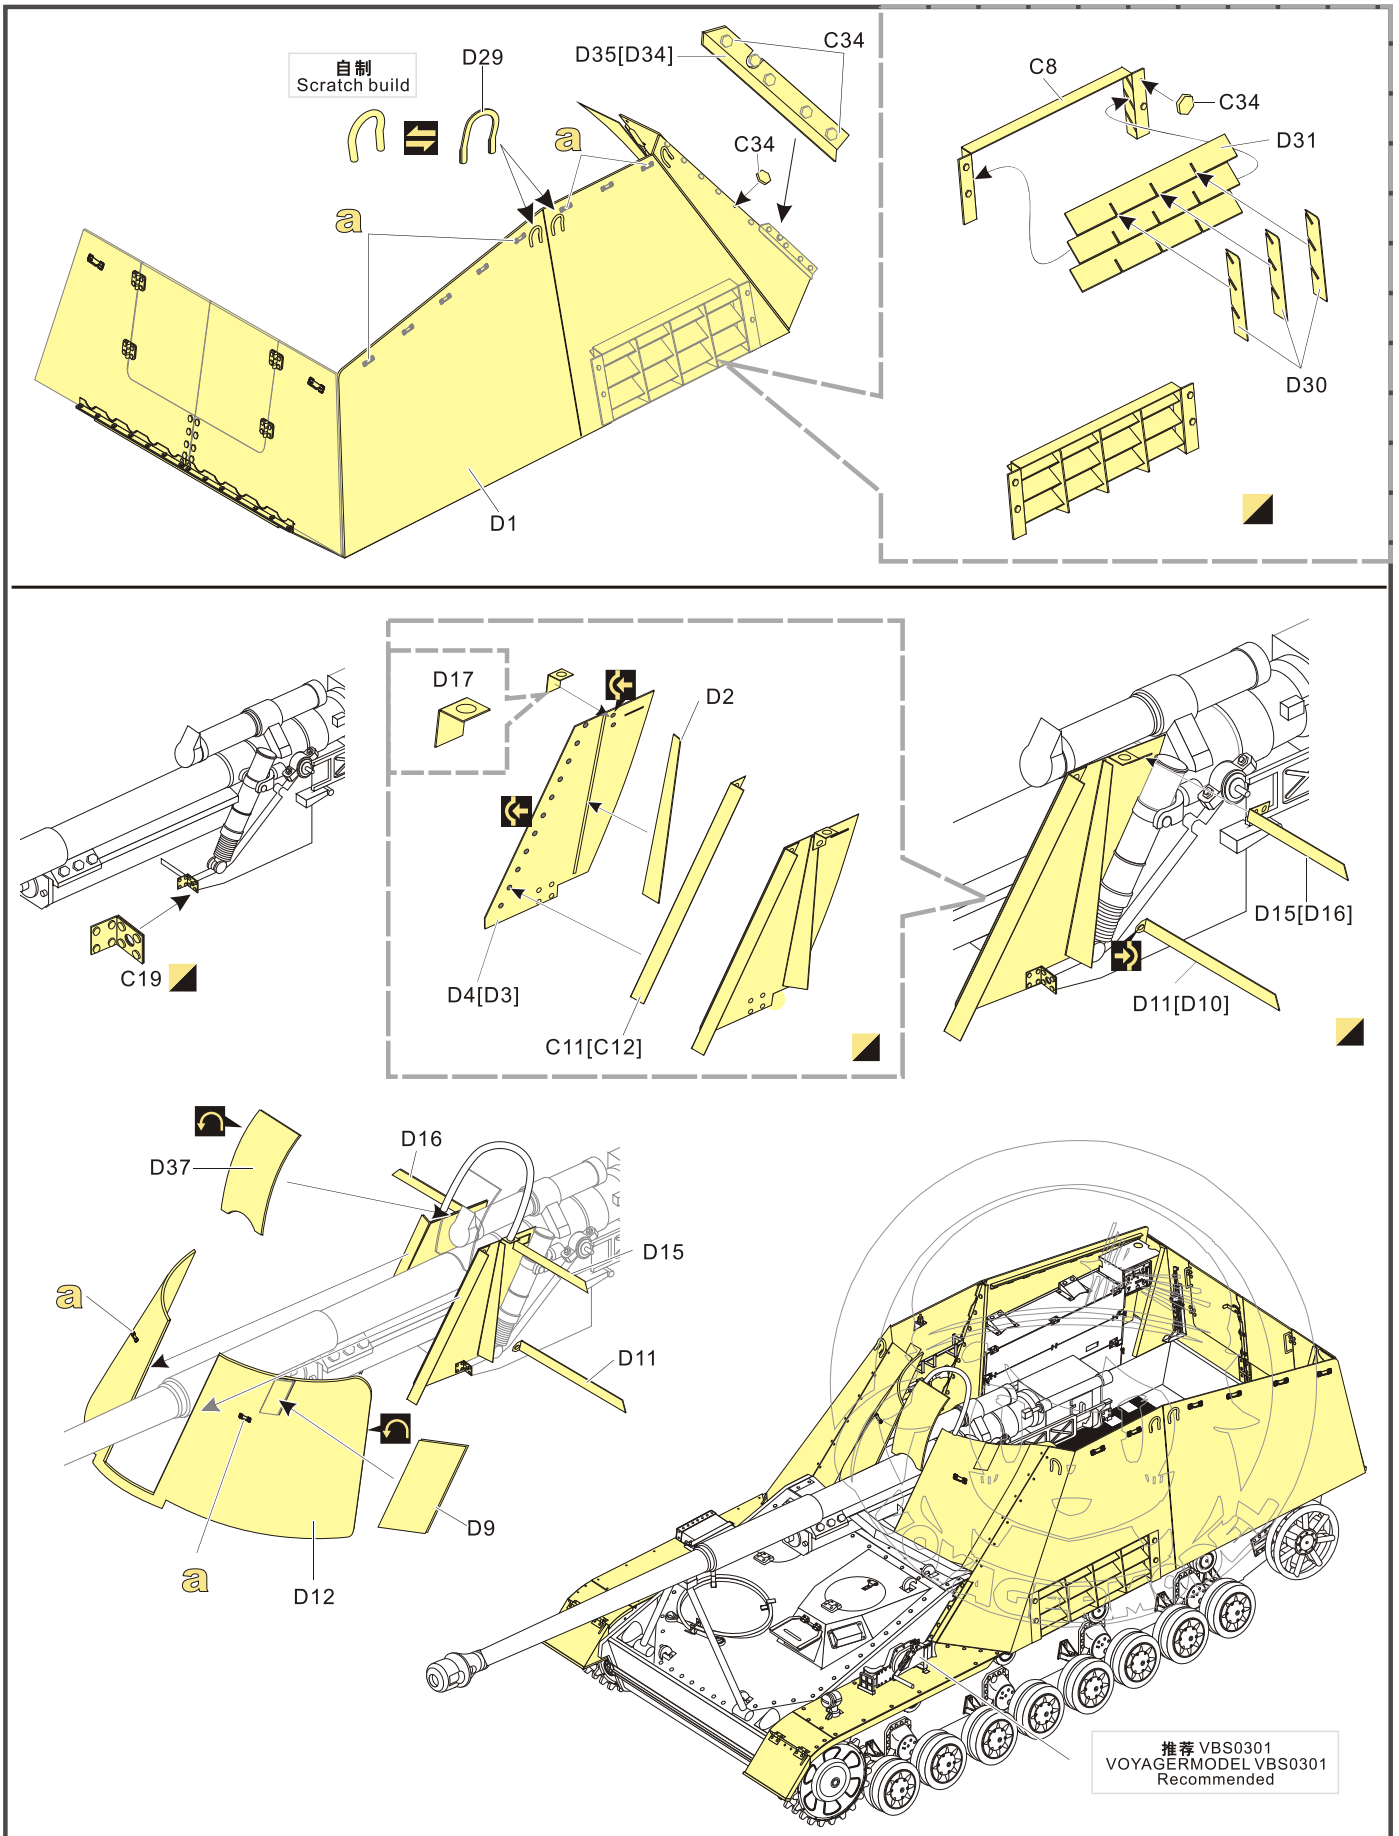 自制
Scratch build
D29
D35[D34]
C34
C34
a
a
D1
C8
C34
D31
D30
D17
D2
D4[D3]
C11[C12]
C19
D15[D16]
D11[D10]
D37
D16
D15
D11
a
a
D12
D9
推荐 VBS0301
VOYAGERMODEL VBS0301
Recommended